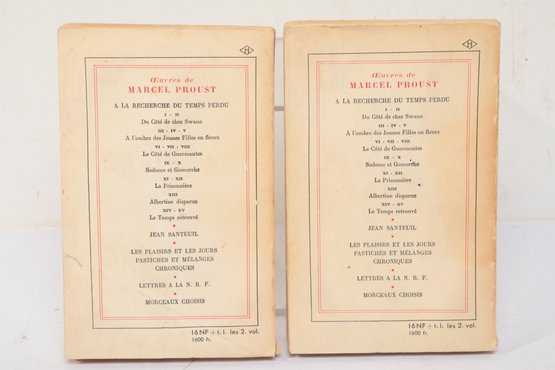 H
Œuvres de
MARCEL PROUST
A LA RECHERCHE DU TEMPS PERDU
I - II
Du Côté de chez Swann
III - IV - V
A l'ombre des Jeunes Filles en fleurs
VI - VII - VIII
Le Côté de Guermantes
IX - X
Sodome et Gomorrhe
XI - XII
La Prisonnière
XIII
Albertine disparue
XIV - XV
Le Temps retrouvé
JEAN SANTEUIL
LES PLAISIRS ET LES JOURS
PASTICHES ET MÉLANGES
CHRONIQUES
LETTRES A LA N. R. F.
MORCEAUX CHOISIS
16 NF + t. l. les 2. vol.
1600 fr.
H
Œuvres de
MARCEL PROUST
A LA RECHERCHE DU TEMPS PERDU
I - II
Du Côté de chez Swann
III - IV - V
A l'ombre des Jeunes Filles en fleurs
VI - VII - VIII
Le Côté de Guermantes
IX - X
Sodome et Gomorrhe
XI - XII
La Prisonnière
XIII
Albertine disparue
XIV - XV
Le Temps retrouvé
JEAN SANTEUIL
LES PLAISIRS ET LES JOURS
PASTICHES ET MÉLANGES
CHRONIQUES
LETTRES A LA N. R. F.
MORCEAUX CHOISIS
16 NF + t. l. les 2. vol.
1600 fr.